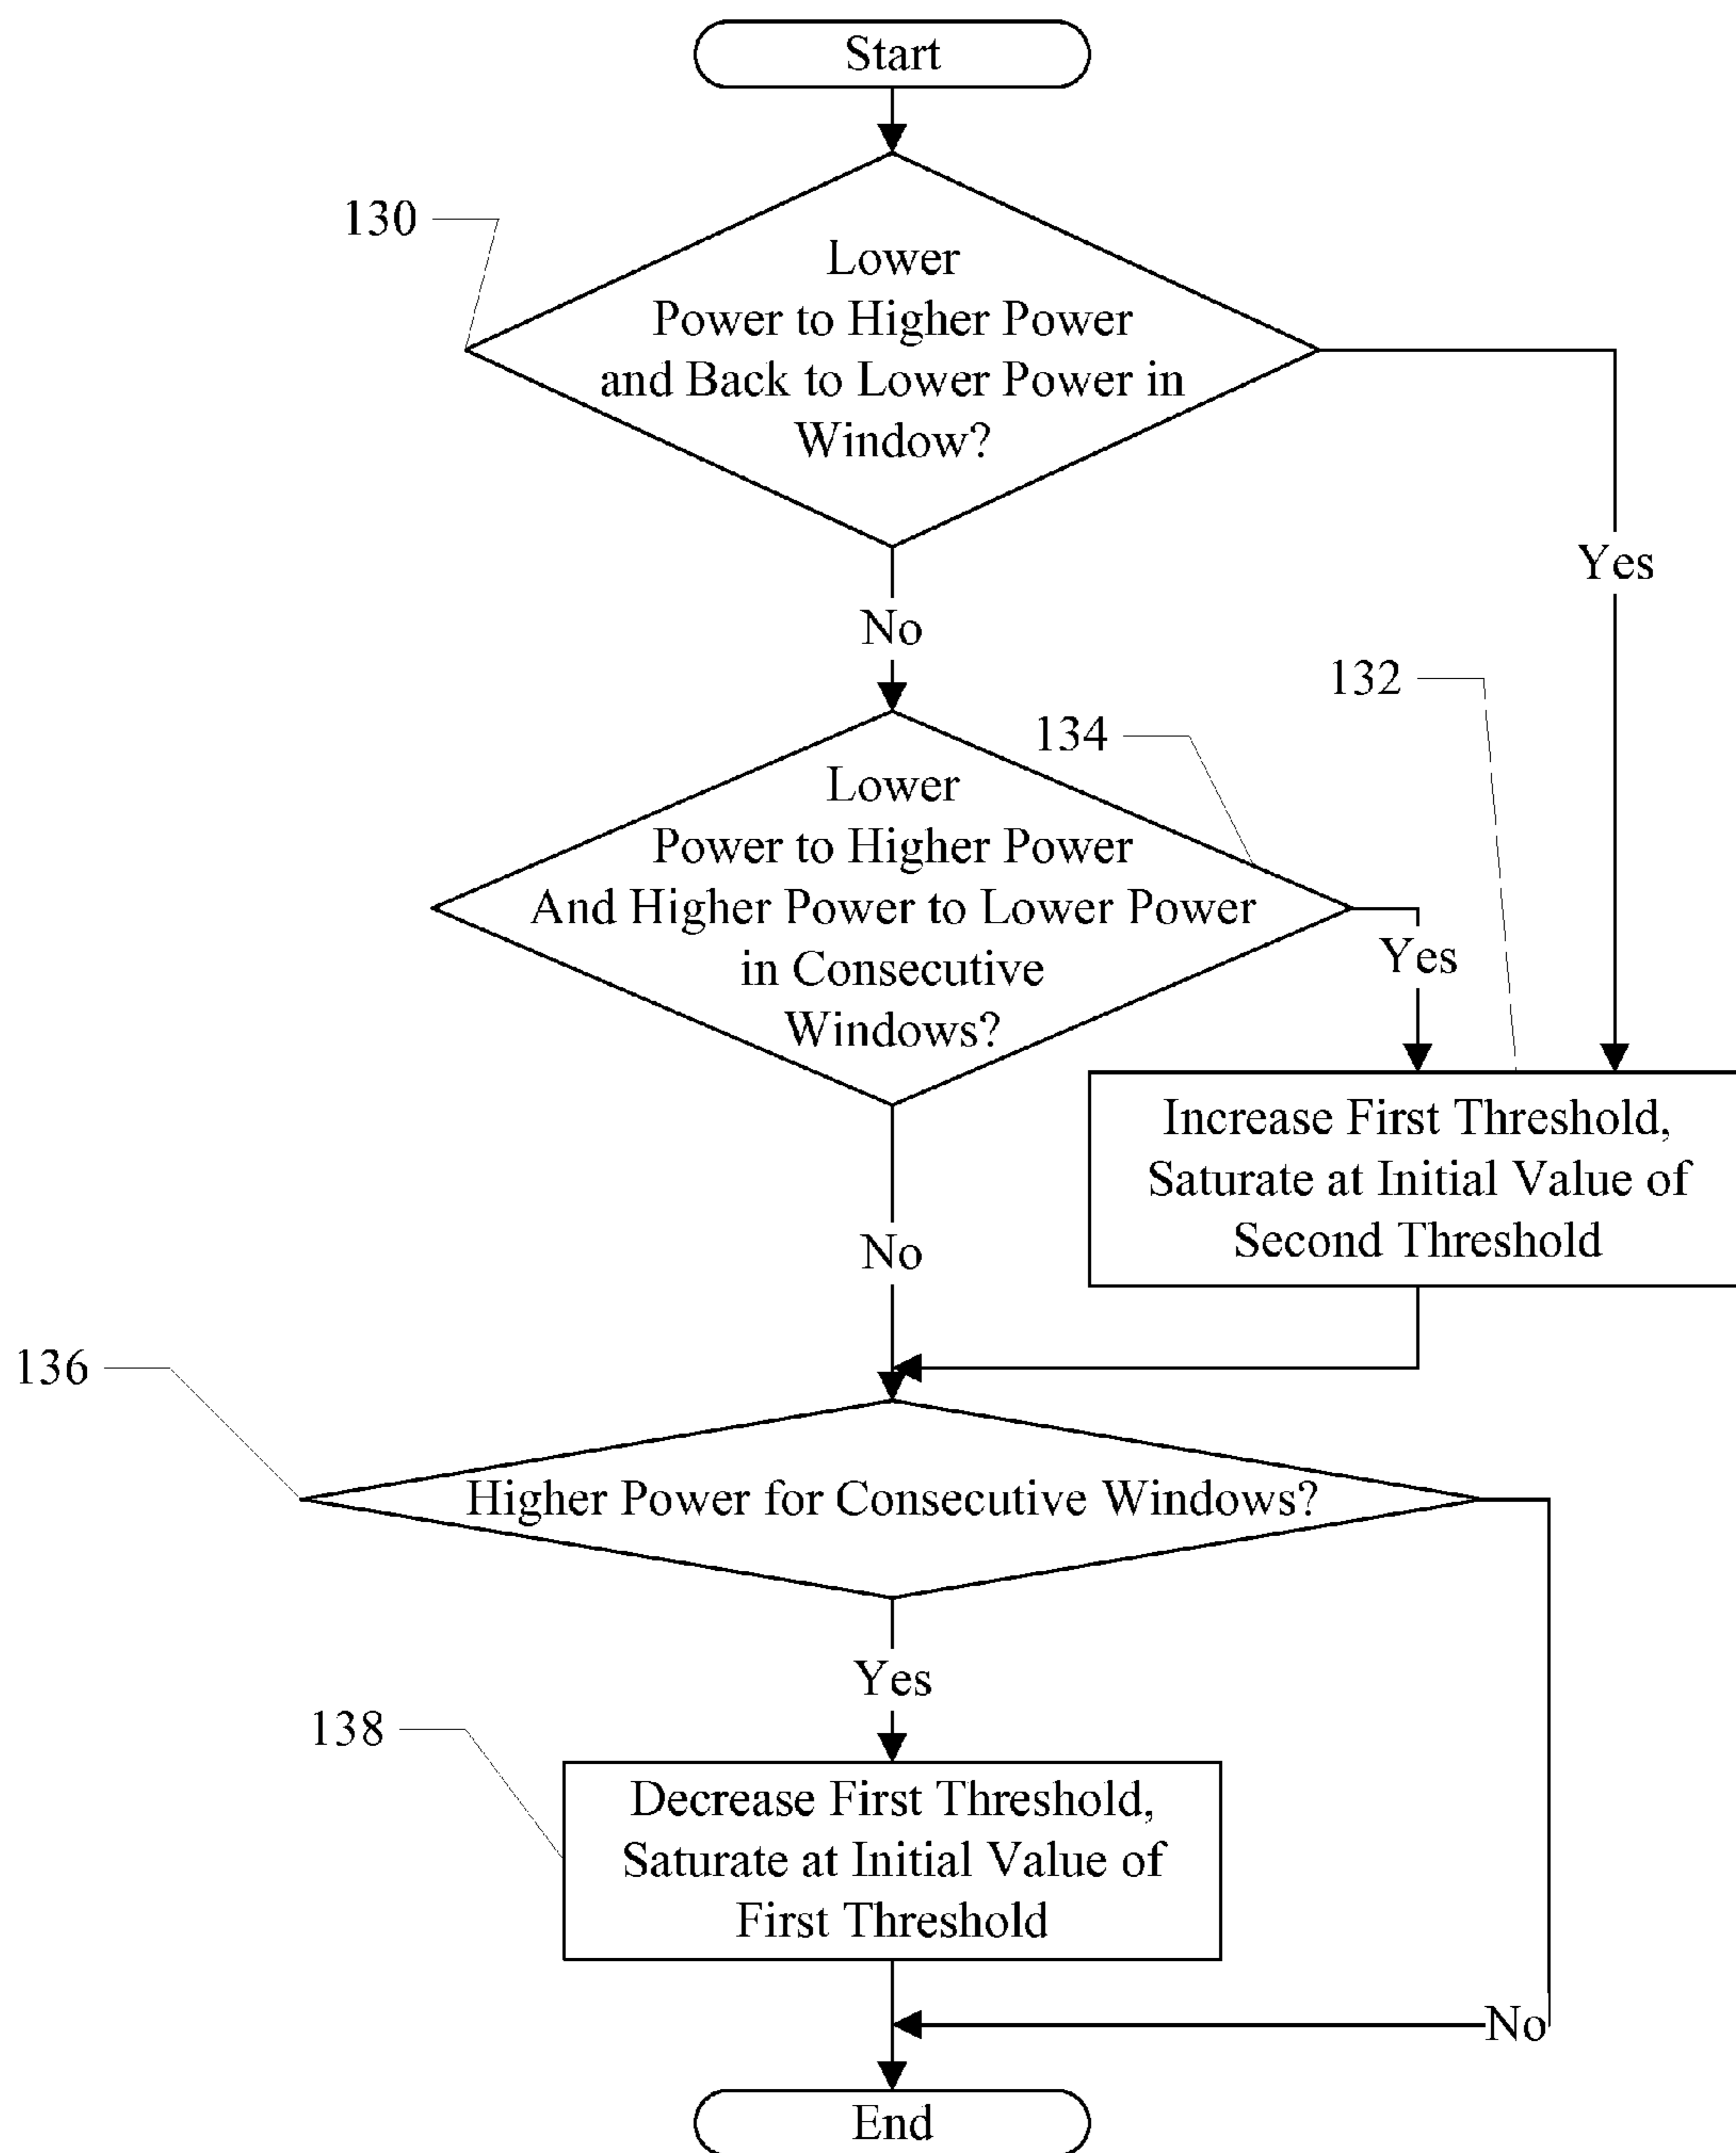 Start
130
Lower
Power to Higher Power
and Back to Lower Power in
Window?
Yes
No
132
134
Lower
Power to Higher Power
And Higher Power to Lower Power
in Consecutive
Windows?
Yes
Increase First Threshold,
Saturate at Initial Value of
Second Threshold
No
136
Higher Power for Consecutive Windows?
Yes
138
Decrease First Threshold,
Saturate at Initial Value of
First Threshold
No
End